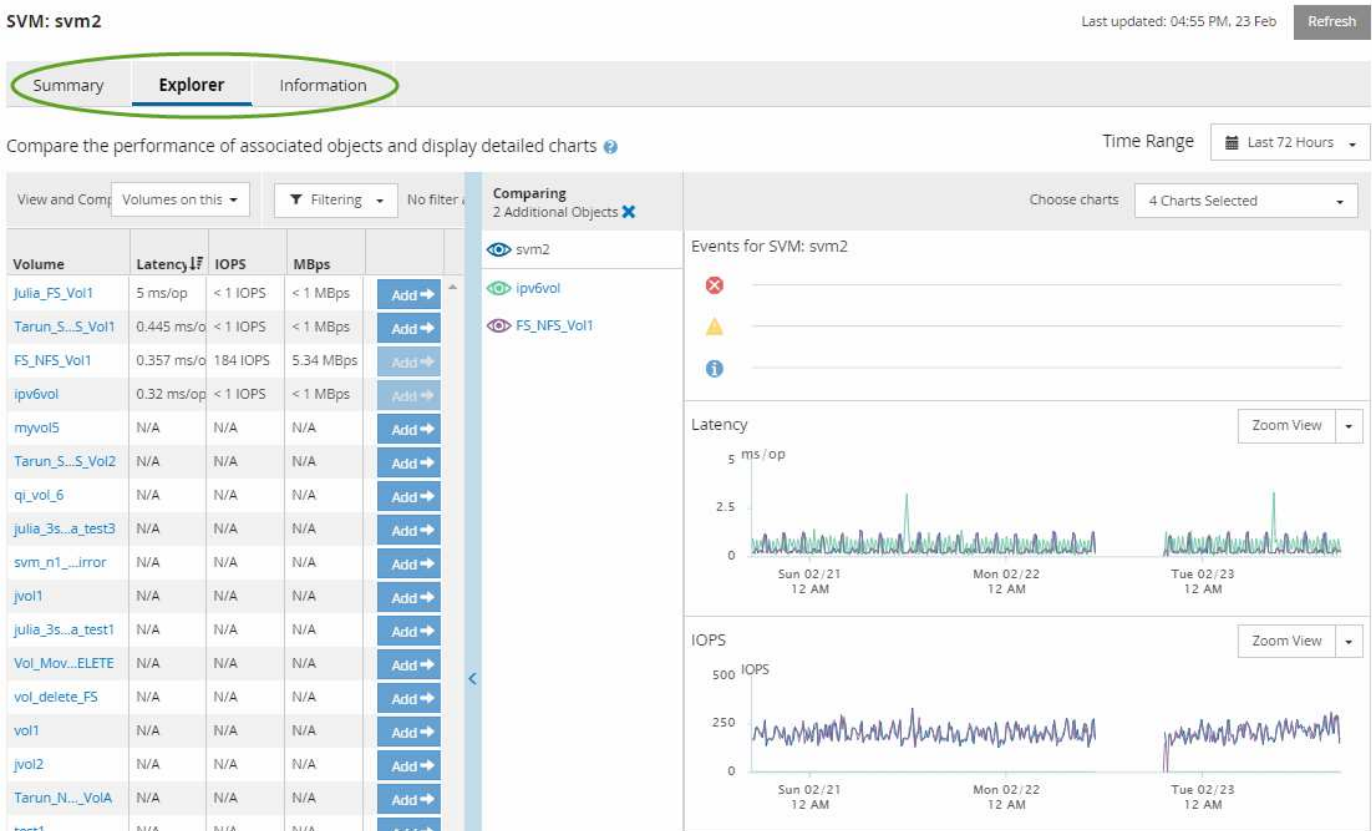 SVM: svm2
Last updated: 04:55 PM, 23 Feb Refresh
Summary Explorer Information
Compare the performance of associated objects and display detailed charts ?
Time Range Last 72 Hours
View and Comp Volumes on this Filtering No filter
Comparing
2 Additional Objects
Choose charts 4 Charts Selected
Volume Latency IOPS MBps
Julia_FS_Vol1 5 ms/op < 1 IOPS < 1 MBps Add
Tarun_S...S_Vol1 0.445 ms/o < 1 IOPS < 1 MBps Add
FS_NFS_Vol1 0.357 ms/o 184 IOPS 5.34 MBps Add
ipv6vol 0.32 ms/op < 1 IOPS < 1 MBps Add
myvol5 N/A N/A N/A Add
Tarun_S...S_Vol2 N/A N/A N/A Add
qi_vol_6 N/A N/A N/A Add
julia_3s...a_test3 N/A N/A N/A Add
svm_n1_...irror N/A N/A N/A Add
jvol1 N/A N/A N/A Add
julia_3s...a_test1 N/A N/A N/A Add
Vol_Mov...ELETE N/A N/A N/A Add
vol_delete_FS N/A N/A N/A Add
vol1 N/A N/A N/A Add
jvol2 N/A N/A N/A Add
Tarun_N..._VolA N/A N/A N/A Add
svm2
ipv6vol
FS_NFS_Vol1
Events for SVM: svm2
Latency Zoom View
5 ms/op
2.5
0
Sun 02/21 Mon 02/22 Tue 02/23
12 AM 12 AM 12 AM
IOPS Zoom View
500 IOPS
250
0
Sun 02/21 Mon 02/22 Tue 02/23
12 AM 12 AM 12 AM